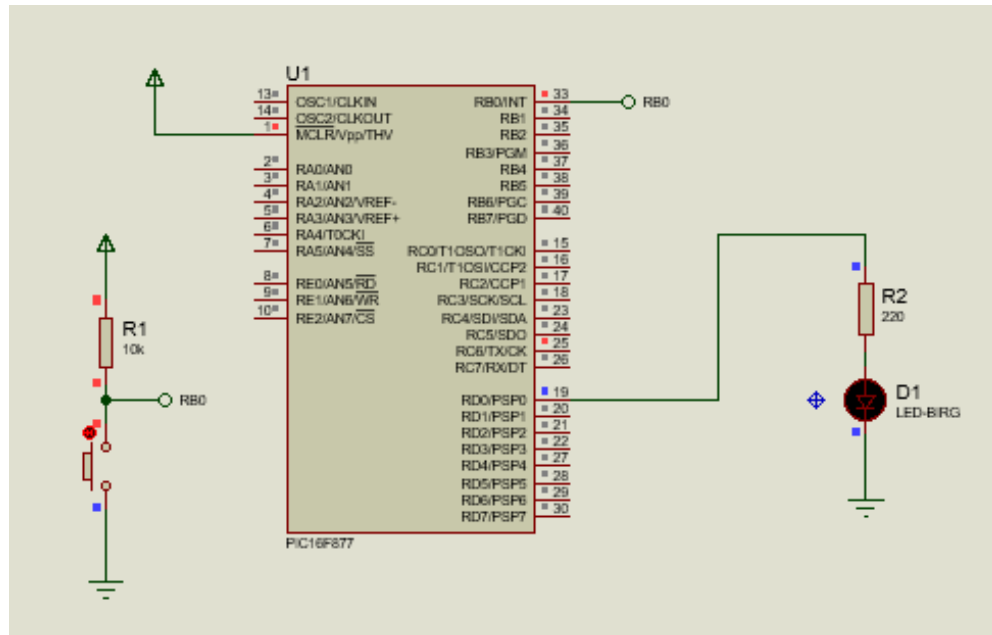 U1
13 OSC1/CLKIN
14 OSC2/CLKOUT
1 MCLR/Vpp/THV
2 RA0/AN0
3 RA1/AN1
4 RA2/AN2/VREF-
5 RA3/AN3/VREF+
6 RA4/T0CKI
7 RA5/AN4/SS
8 RE0/AN5/RD
9 RE1/AN6/WR
10 RE2/AN7/CS
RB0/INT 33
RB1 34
RB2 35
RB3/PGM 36
RB4 37
RB5 38
RB6/PGC 39
RB7/PGD 40
RC0/T1OSO/T1CKI 15
RC1/T1OSI/CCP2 16
RC2/CCP1 17
RC3/SCK/SCL 18
RC4/SDI/SDA 23
RC5/SDO 24
RC6/TX/CK 25
RC7/RX/DT 26
RD0/PSP0 19
RD1/PSP1 20
RD2/PSP2 21
RD3/PSP3 22
RD4/PSP4 27
RD5/PSP5 28
RD6/PSP6 29
RD7/PSP7 30
PIC16F877
RB0
R1
10k
RB0
R2
220
D1
LED-BIRG